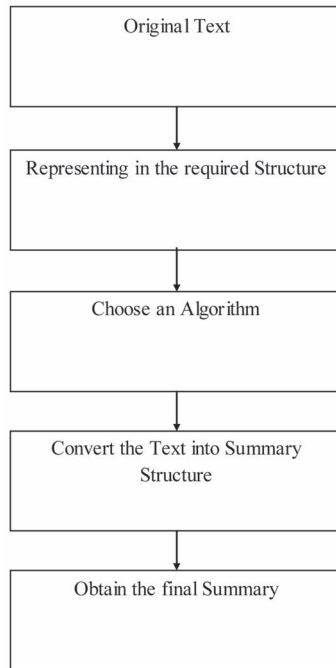 Original Text
Representing in the required Structure
Choose an Algorithm
Convert the Text into Summary
Structure
Obtain the final Summary